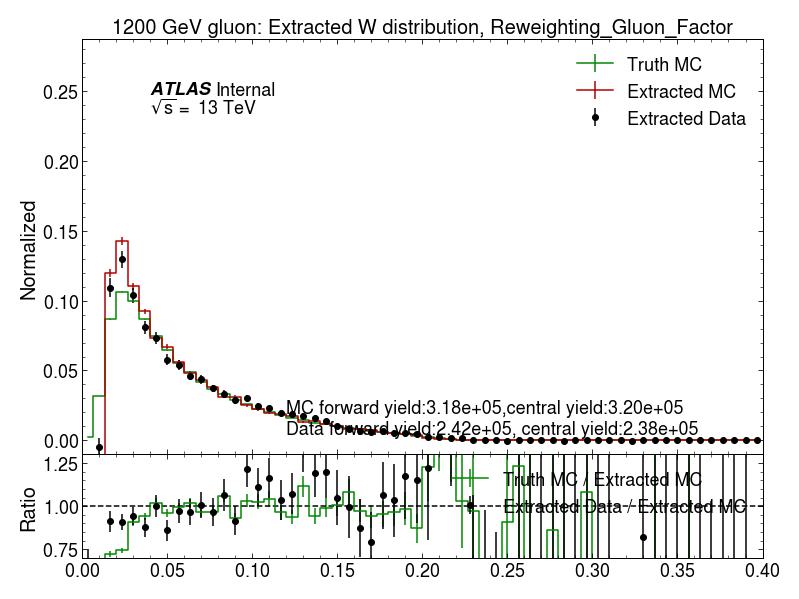 1200 GeV gluon: Extracted W distribution, Reweighting_Gluon_Factor
ATLAS Internal
√s = 13 TeV
Truth MC
Extracted MC
Extracted Data
Normalized
0.25
0.20
0.15
0.10
0.05
0.00
MC forward yield:3.18e+05,central yield:3.20e+05
Data forward yield:2.42e+05, central yield:2.38e+05
Ratio
1.25
1.00
0.75
Truth MC / Extracted MC
Extracted Data / Extracted MC
0.00 0.05 0.10 0.15 0.20 0.25 0.30 0.35 0.40